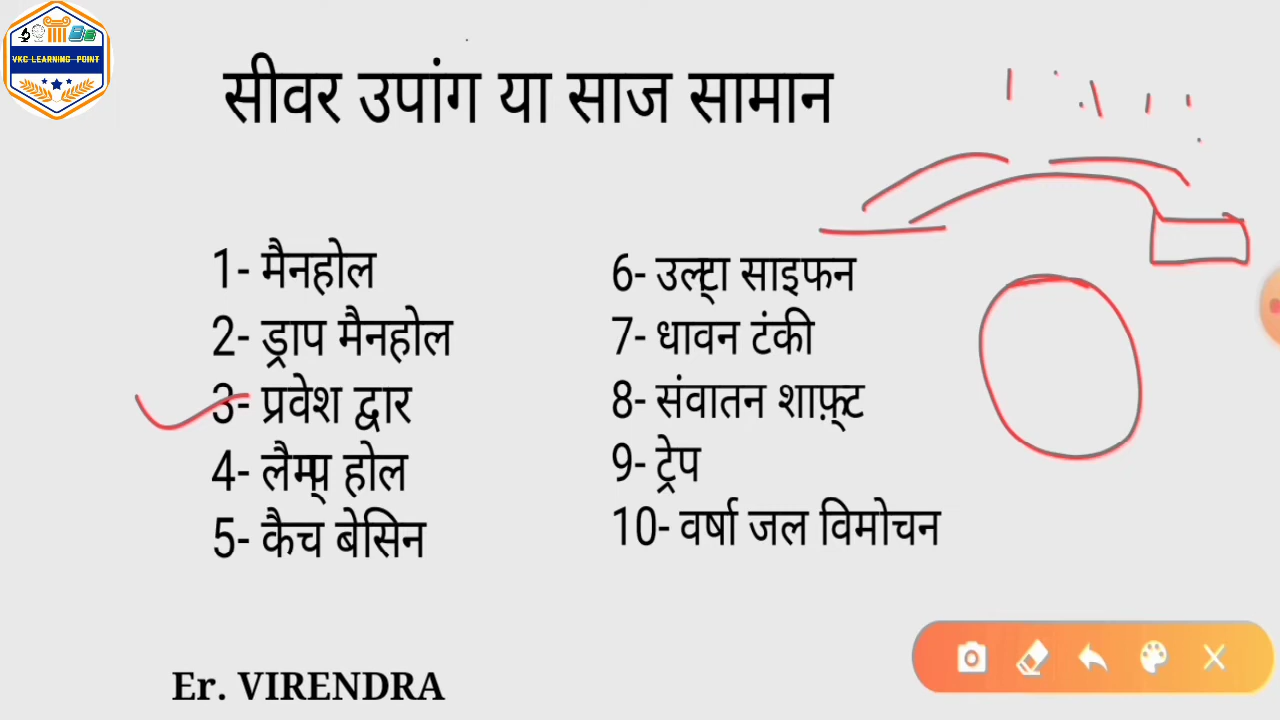 VKC LEARNING POINT
सीवर उपांग या साज सामान
1- मैनहोल
2- ड्राप मैनहोल
3- प्रवेश द्वार
4- लैम्प् होल
5- कैच बेसिन
6- उल्टा् साइफन
7- धावन टंकी
8- संवातन शाफ़्ट
9- ट्रेप
10- वर्षा जल विमोचन
Er. VIRENDRA